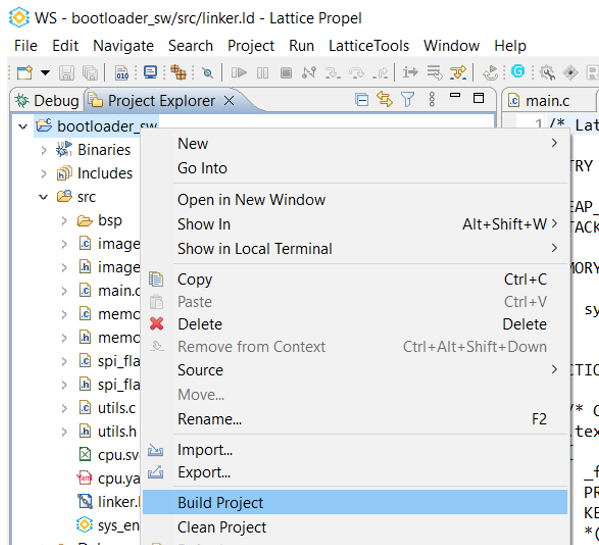 WS - bootloader_sw/src/linker.ld - Lattice Propel
File Edit Navigate Search Project Run LatticeTools Window Help
Debug Project Explorer main.c
bootloader_sw
Binaries
Includes
src
bsp
image
image
main.c
memo
memo
spi_fla
spi_fla
utils.c
utils.h
cpu.sv
cpu.ya
linker.l
sys_en
New
Go Into
Open in New Window
Show In Alt+Shift+W
Show in Local Terminal
Copy Ctrl+C
Paste Ctrl+V
Delete Delete
Remove from Context Ctrl+Alt+Shift+Down
Source
Move...
Rename... F2
Import...
Export...
Build Project
Clean Project
1 /* Lat
TRY
EAP_
TACK
MORY
sy
CTIO
/* C
tex
_f
PR
KE
*(